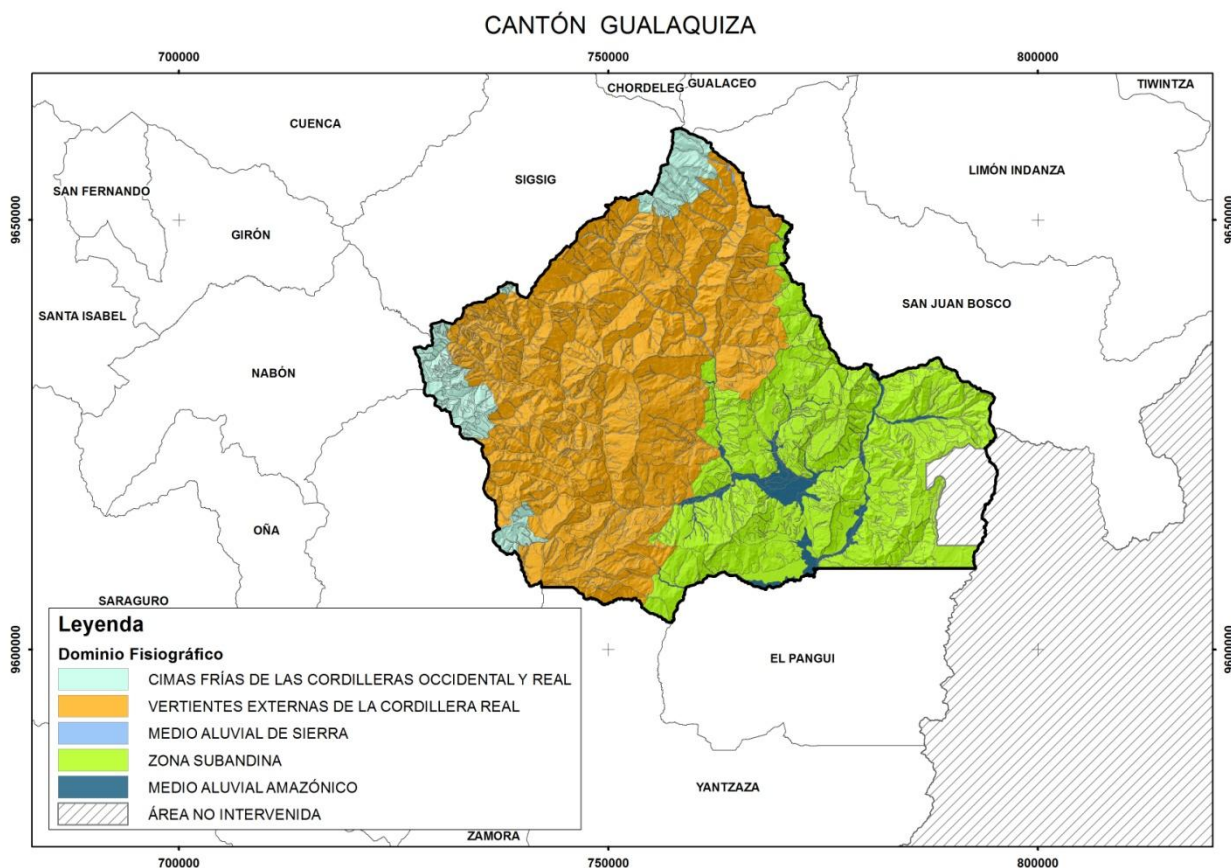 CANTÓN GUALAQUIZA
700000
750000
800000
CHORDELEG
GUALACEO
TIWINTZA
CUENCA
LIMÓN INDANZA
SIGSIG
SAN FERNANDO
9650000
9650000
GIRÓN
SAN JUAN BOSCO
SANTA ISABEL
NABÓN
OÑA
SARAGURO
Leyenda
Dominio Fisiográfico
CIMAS FRÍAS DE LAS CORDILLERAS OCCIDENTAL Y REAL
VERTIENTES EXTERNAS DE LA CORDILLERA REAL
MEDIO ALUVIAL DE SIERRA
ZONA SUBANDINA
MEDIO ALUVIAL AMAZÓNICO
ÁREA NO INTERVENIDA
9600000
9600000
EL PANGUI
YANTZAZA
ZAMORA
700000
750000
800000